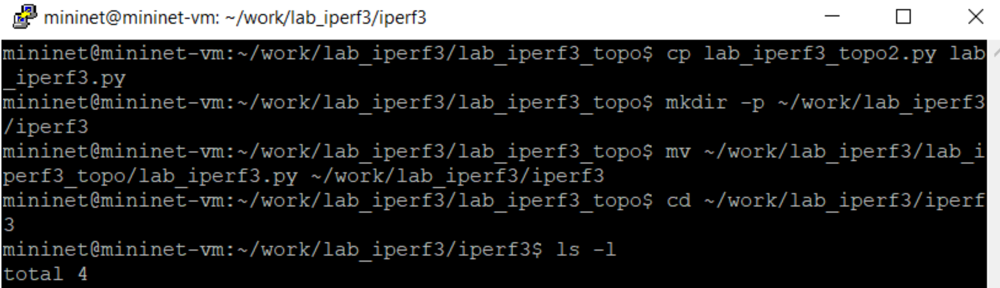 mininet@mininet-vm: ~/work/lab_iperf3/iperf3
mininet@mininet-vm:~/work/lab_iperf3/lab_iperf3_topo$ cp lab_iperf3_topo2.py lab
_iperf3.py
mininet@mininet-vm:~/work/lab_iperf3/lab_iperf3_topo$ mkdir -p ~/work/lab_iperf3
/iperf3
mininet@mininet-vm:~/work/lab_iperf3/lab_iperf3_topo$ mv ~/work/lab_iperf3/lab_i
perf3_topo/lab_iperf3.py ~/work/lab_iperf3/iperf3
mininet@mininet-vm:~/work/lab_iperf3/lab_iperf3_topo$ cd ~/work/lab_iperf3/iperf
3
mininet@mininet-vm:~/work/lab_iperf3/iperf3$ ls -l
total 4